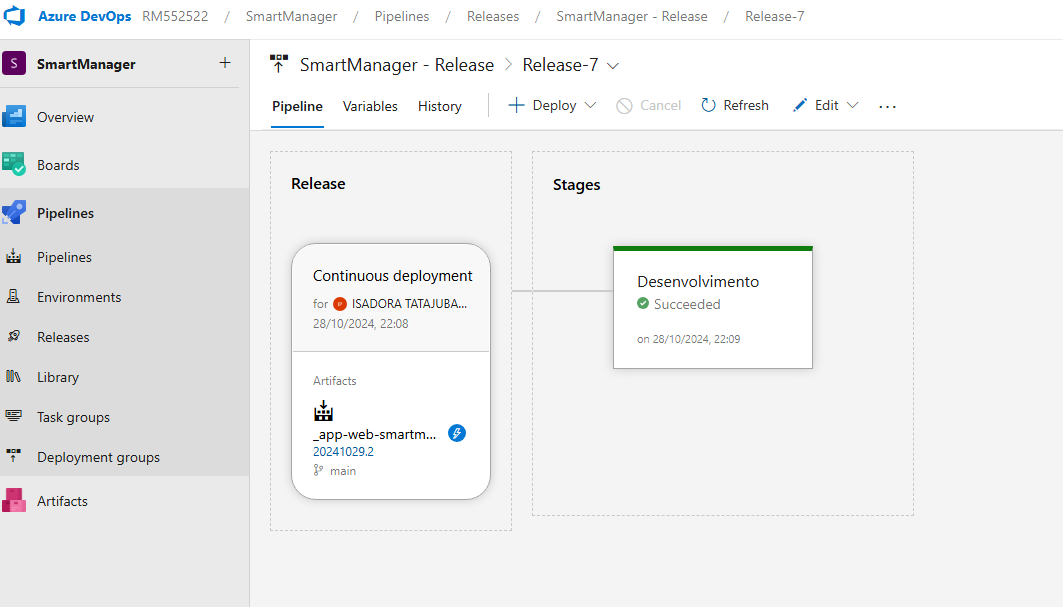 Azure DevOps RM552522 / SmartManager / Pipelines / Releases / SmartManager - Release / Release-7
S SmartManager +
Overview
Boards
Pipelines
Pipelines
Environments
Releases
Library
Task groups
Deployment groups
Artifacts
SmartManager - Release > Release-7
Pipeline Variables History + Deploy Cancel Refresh Edit ...
Release
Continuous deployment
for ISADORA TATAJUBA...
28/10/2024, 22:08
Artifacts
_app-web-smartm...
20241029.2
main
Stages
Desenvolvimento
Succeeded
on 28/10/2024, 22:09